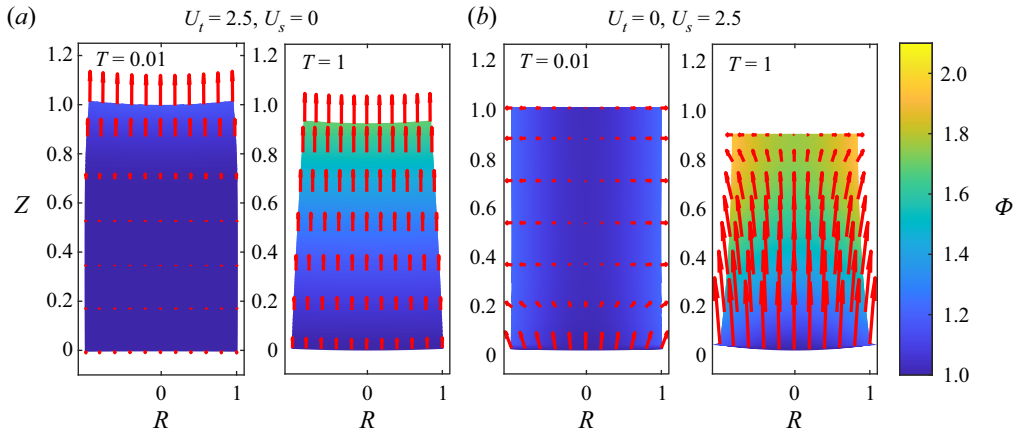 (a) U_t = 2.5, U_s = 0
(b) U_t = 0, U_s = 2.5
T = 0.01
T = 1
T = 0.01
T = 1
1.2 1.2 1.2 1.2
1.0 1.0 1.0 1.0
0.8 0.8 0.8 0.8
0.6 0.6 0.6 0.6
0.4 0.4 0.4 0.4
0.2 0.2 0.2 0.2
0 0 0 0
Z
0 1 0 1 0 1 0 1
R R R R
2.0
1.8
1.6
1.4
1.2
1.0
Φ